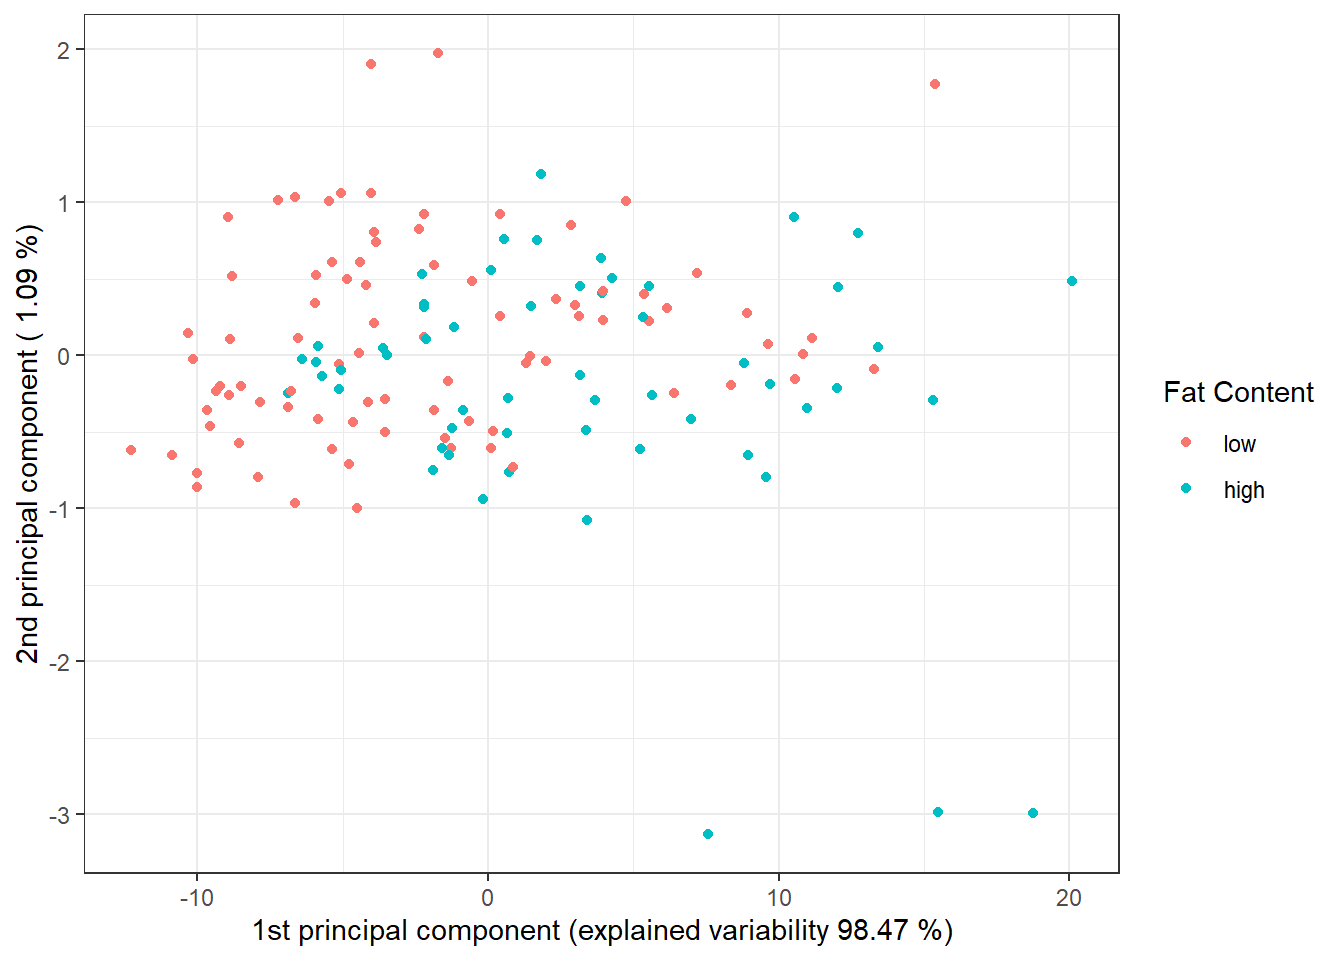 2
1
0
-1
-2
-3
2nd principal component ( 1.09 %)
-10
0
10
20
1st principal component (explained variability 98.47 %)
Fat Content
low
high